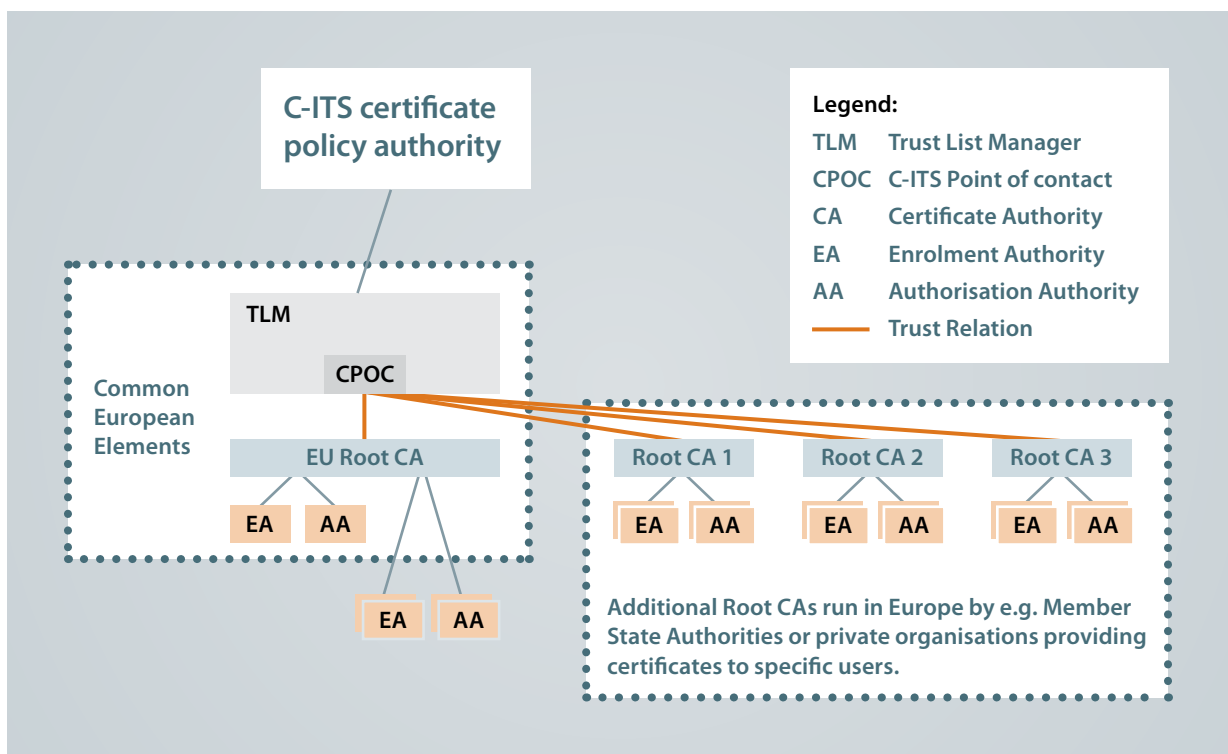 C-ITS certificate
policy authority
Legend:
TLM Trust List Manager
CPOC C-ITS Point of contact
CA Certificate Authority
EA Enrolment Authority
AA Authorisation Authority
Trust Relation
TLM
CPOC
Common
European
Elements
EU Root CA
EA AA
EA AA
Root CA 1 Root CA 2 Root CA 3
EA AA EA AA EA AA
Additional Root CAs run in Europe by e.g. Member
State Authorities or private organisations providing
certificates to specific users.